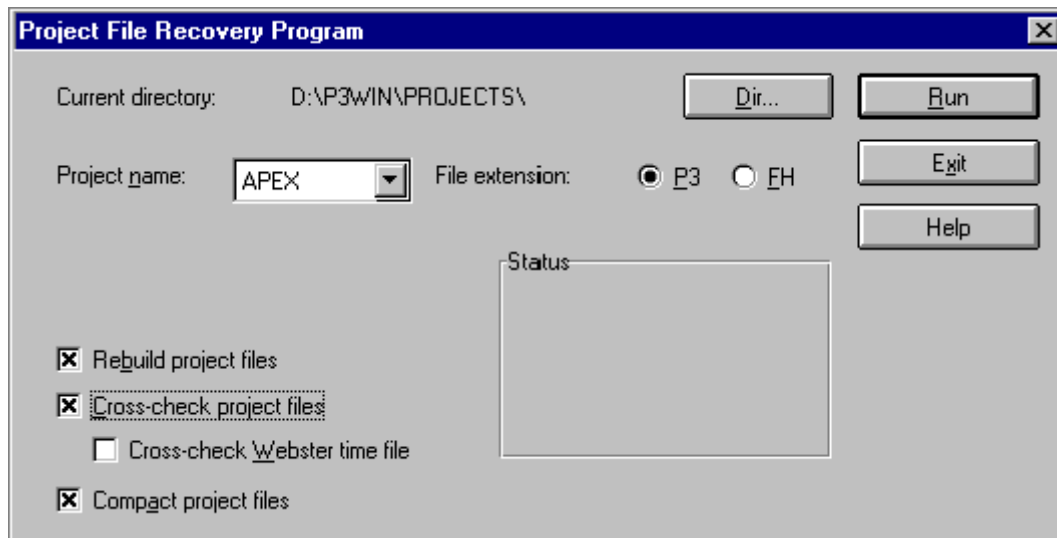 Project File Recovery Program
Current directory: D:\P3WIN\PROJECTS\ Dir... Run
Project name: APEX File extension: P3 FH Exit
Help
Status
Rebuild project files
Cross-check project files
Cross-check Webster time file
Compact project files